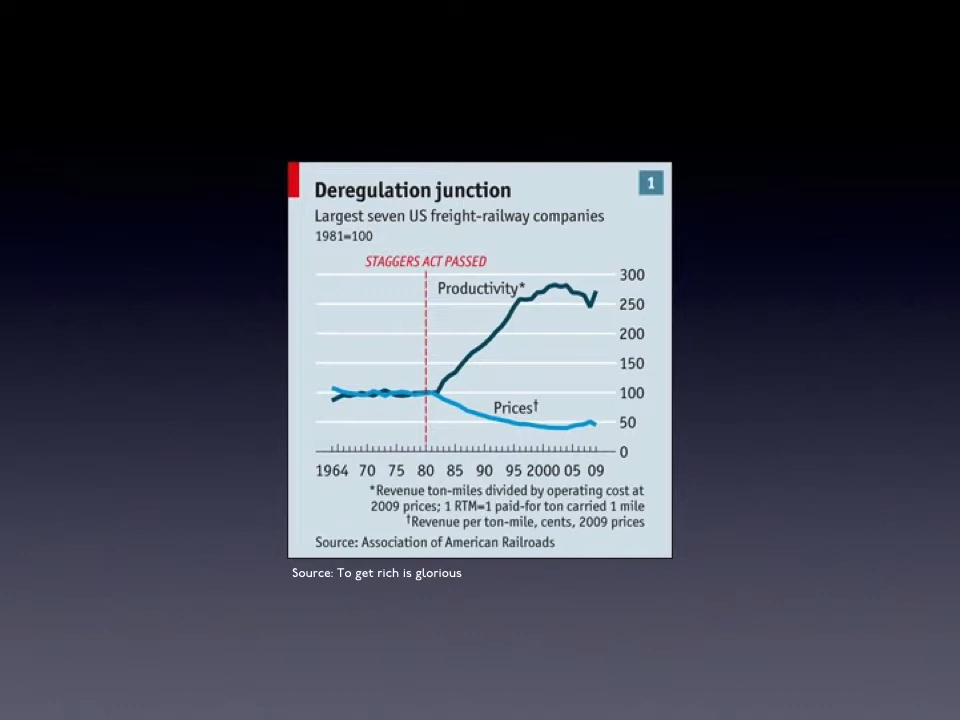 Deregulation junction
1
Largest seven US freight-railway companies
1981=100
STAGGERS ACT PASSED
Productivity*
300
250
200
150
100
Prices†
50
0
1964 70 75 80 85 90 95 2000 05 09
*Revenue ton-miles divided by operating cost at
2009 prices; 1 RTM=1 paid-for ton carried 1 mile
†Revenue per ton-mile, cents, 2009 prices
Source: Association of American Railroads
Source: To get rich is glorious